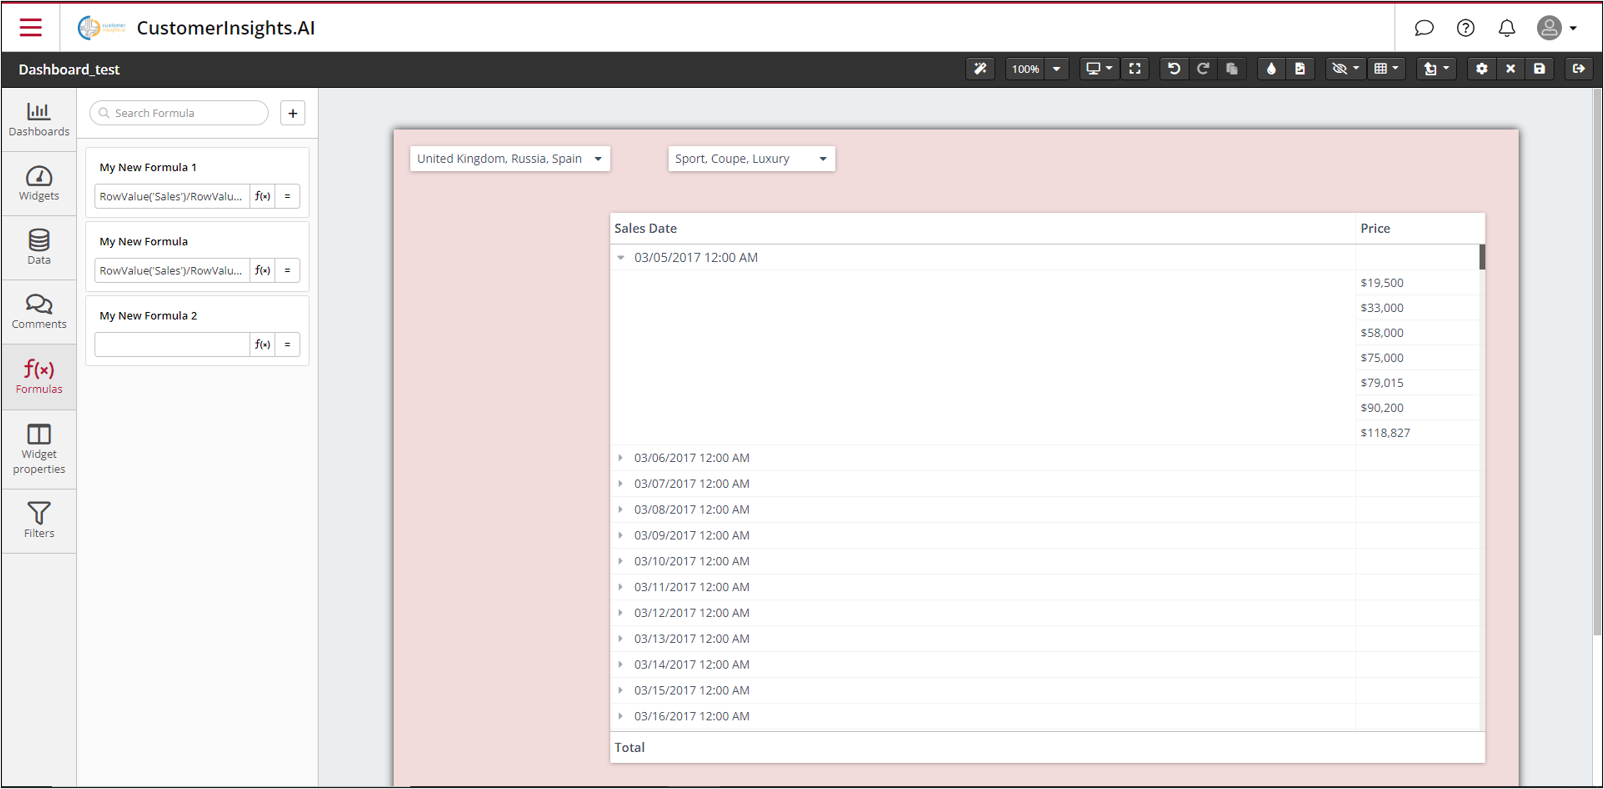 CustomerInsights.AI
Dashboard_test
100%
Dashboards
Widgets
Data
Comments
f(x)
Formulas
Widget
properties
Filters
Search Formula
+
My New Formula 1
RowValue('Sales')/RowValu... f(x) =
My New Formula
RowValue('Sales')/RowValu... f(x) =
My New Formula 2
f(x) =
United Kingdom, Russia, Spain
Sport, Coupe, Luxury
Sales Date Price
03/05/2017 12:00 AM
$19,500
$33,000
$58,000
$75,000
$79,015
$90,200
$118,827
03/06/2017 12:00 AM
03/07/2017 12:00 AM
03/08/2017 12:00 AM
03/09/2017 12:00 AM
03/10/2017 12:00 AM
03/11/2017 12:00 AM
03/12/2017 12:00 AM
03/13/2017 12:00 AM
03/14/2017 12:00 AM
03/15/2017 12:00 AM
03/16/2017 12:00 AM
Total